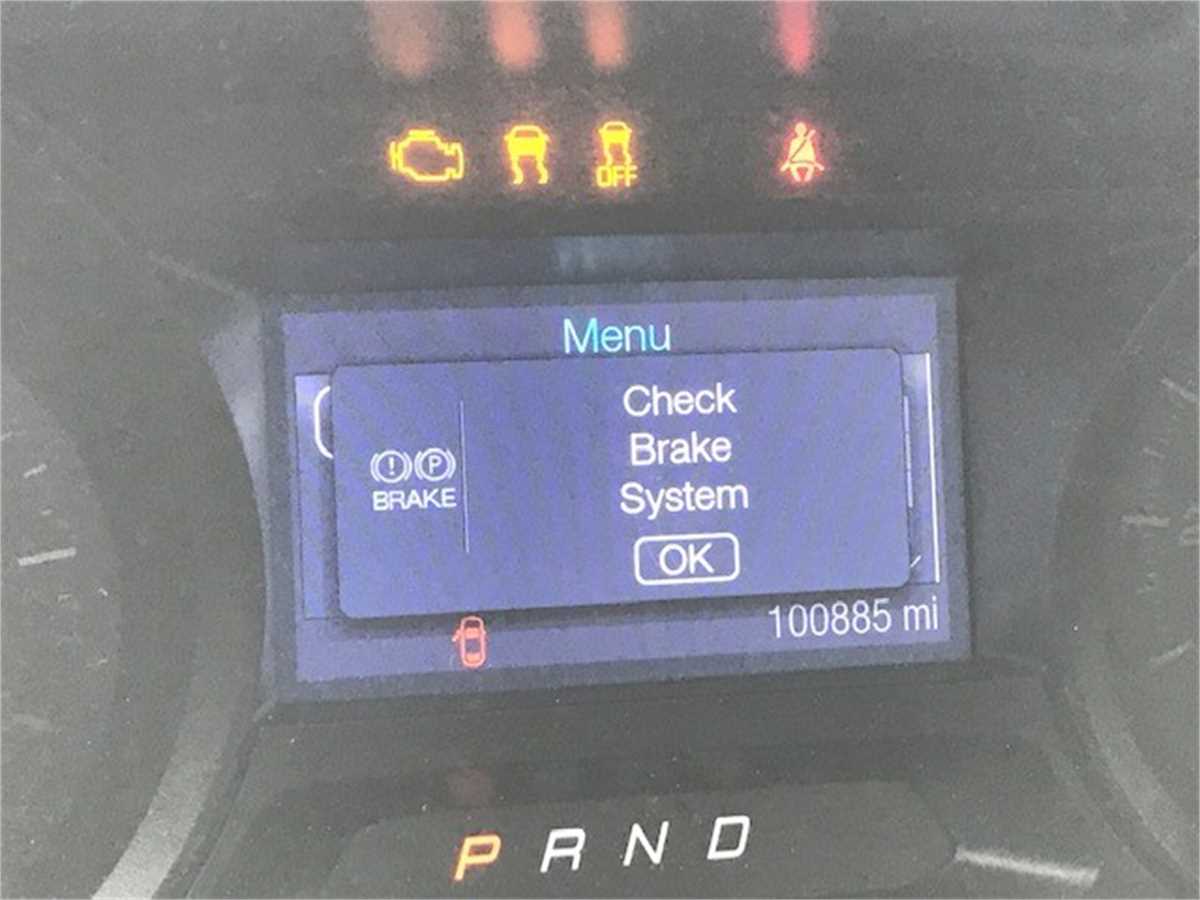 OFF
Menu
Check
Brake
System
! P
BRAKE
OK
100885 mi
P R N D